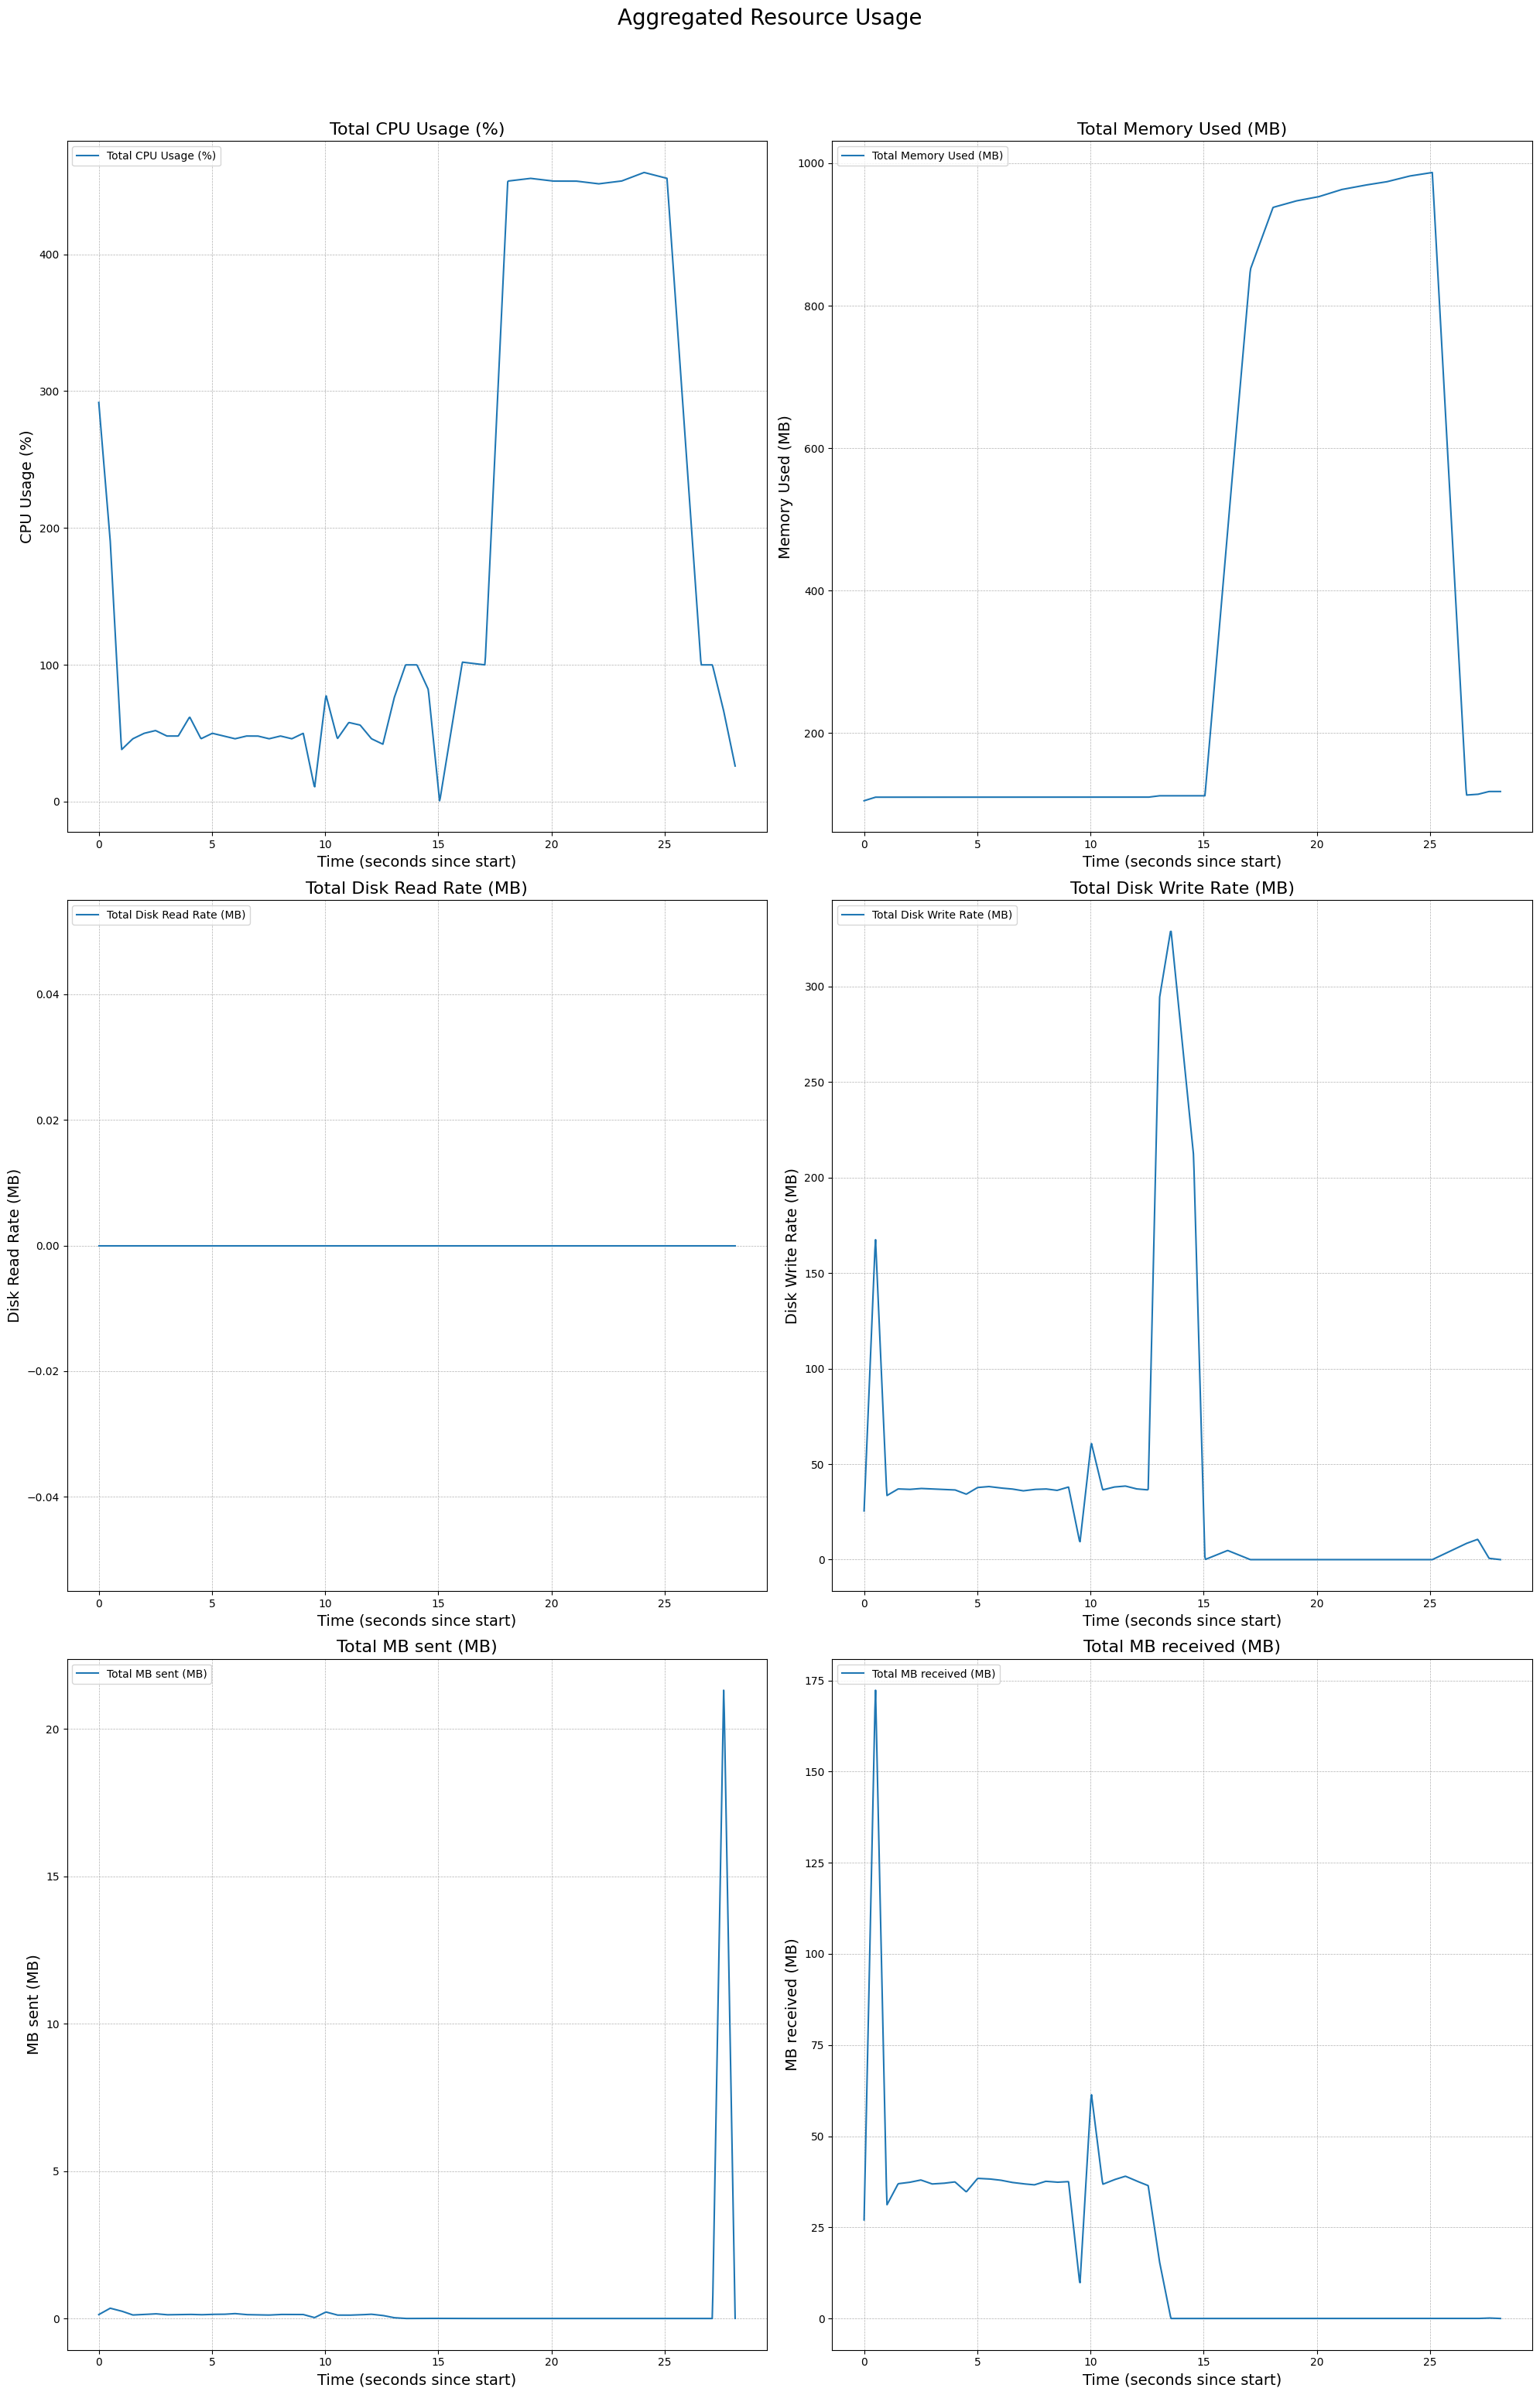 Aggregated Resource Usage
Total CPU Usage (%)
Total CPU Usage (%)
CPU Usage (%)
400
300
200
100
0
0 5 10 15 20 25
Time (seconds since start)
Total Memory Used (MB)
Total Memory Used (MB)
Memory Used (MB)
1000
800
600
400
200
0 5 10 15 20 25
Time (seconds since start)
Total Disk Read Rate (MB)
Total Disk Read Rate (MB)
Disk Read Rate (MB)
0.04
0.02
0.00
−0.02
−0.04
0 5 10 15 20 25
Time (seconds since start)
Total Disk Write Rate (MB)
Total Disk Write Rate (MB)
Disk Write Rate (MB)
300
250
200
150
100
50
0
0 5 10 15 20 25
Time (seconds since start)
Total MB sent (MB)
Total MB sent (MB)
MB sent (MB)
20
15
10
5
0
0 5 10 15 20 25
Time (seconds since start)
Total MB received (MB)
Total MB received (MB)
MB received (MB)
175
150
125
100
75
50
25
0
0 5 10 15 20 25
Time (seconds since start)